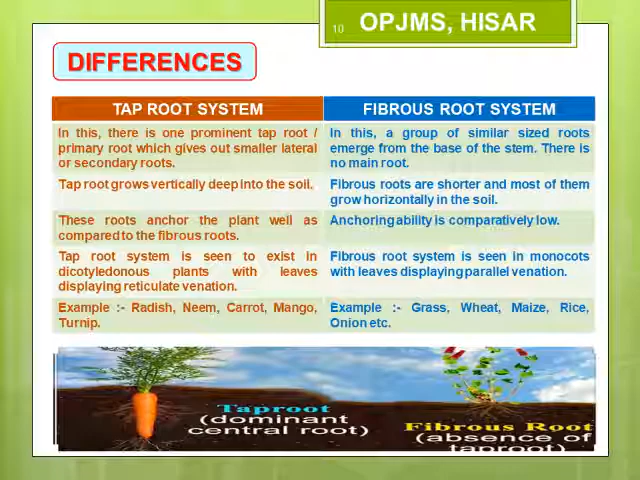 10
OPJMS, HISAR
DIFFERENCES
TAP ROOT SYSTEM
FIBROUS ROOT SYSTEM
In this, there is one prominent tap root /
primary root which gives out smaller lateral
or secondary roots.
In this, a group of similar sized roots
emerge from the base of the stem. There is
no main root.
Tap root grows vertically deep into the soil.
Fibrous roots are shorter and most of them
grow horizontally in the soil.
These roots anchor the plant well as
compared to the fibrous roots.
Anchoring ability is comparatively low.
Tap root system is seen to exist in
dicotyledonous plants with leaves
displaying reticulate venation.
Fibrous root system is seen in monocots
with leaves displaying parallel venation.
Example :- Radish, Neem, Carrot, Mango,
Turnip.
Example :- Grass, Wheat, Maize, Rice,
Onion etc.
Taproot
(dominant
central root)
Fibrous Root
(absence of
taproot)